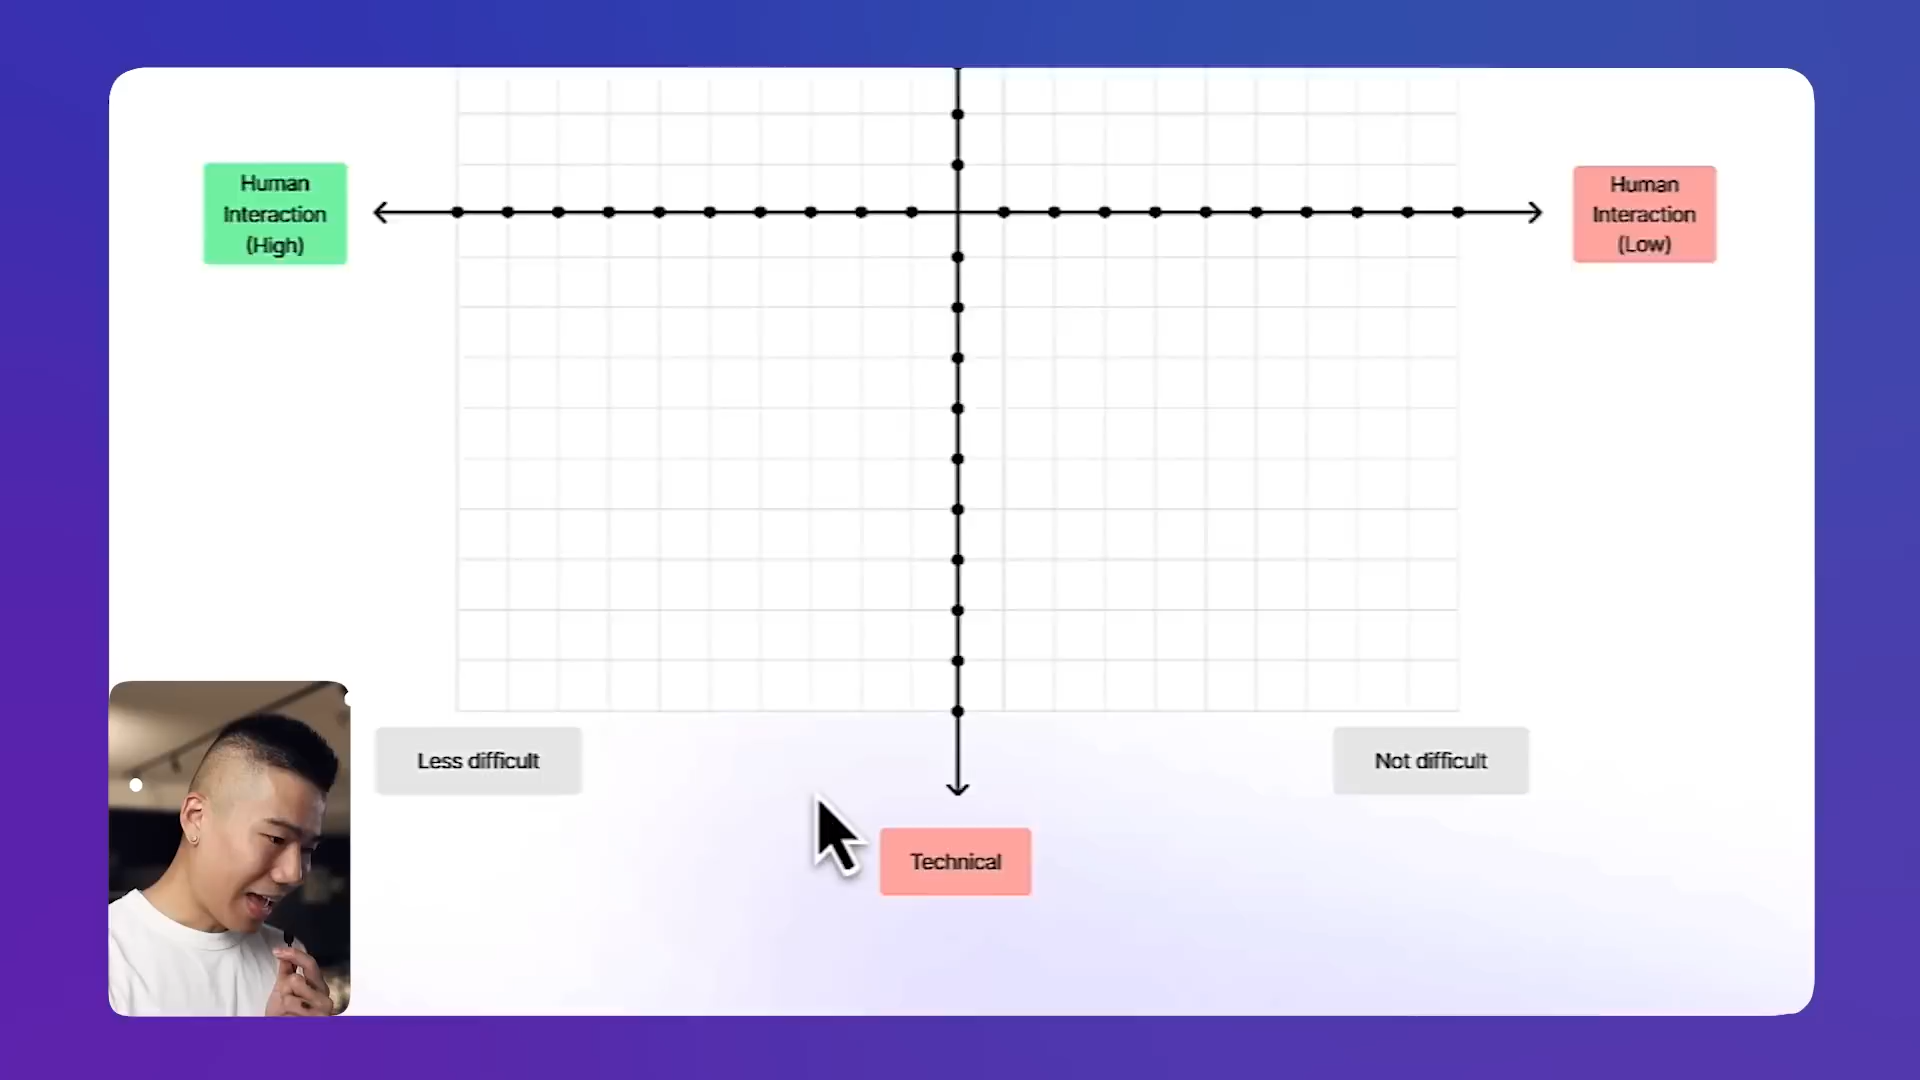 Human
Interaction
(High)
Human
Interaction
(Low)
Less difficult
Not difficult
Technical